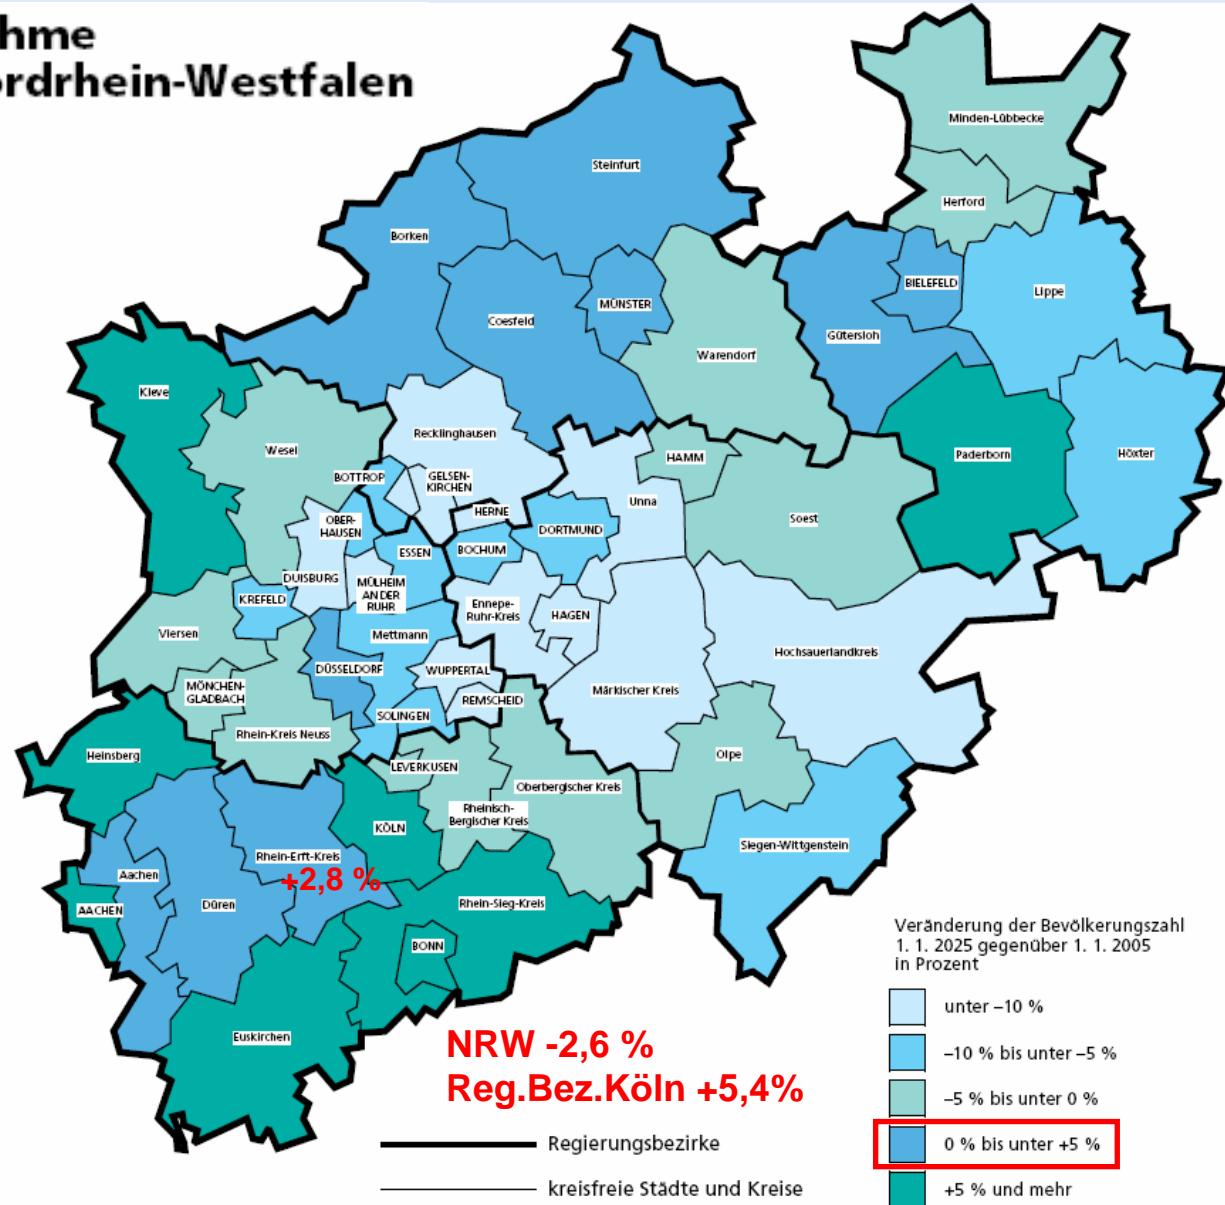 hme
ordrhein-Westfalen
Minden-Lübbecke
Steinfurt
Herford
Borken
BIELEFELD
Lippe
MÜNSTER
Coesfeld
Gütersloh
Warendorf
Kleve
Recklinghausen
Wesel
HAMM
Paderborn
Höxter
BOTTROP
GELSEN-
KIRCHEN
Unna
HERNE
Soest
OBER-
HAUSEN
DORTMUND
ESSEN
BOCHUM
DUISBURG
MÜLHEIM
AN DER
RUHR
KREFELD
Ennepe-
Ruhr-Kreis
HAGEN
Viersen
Mettmann
Hochsauerlandkreis
DÜSSELDORF
WUPPERTAL
MÖNCHEN-
GLADBACH
Märkischer Kreis
REMSCHEID
SOLINGEN
Rhein-Kreis Neuss
Heinsberg
Olpe
LEVERKUSEN
Oberbergischer Kreis
Rheinisch-
Bergischer Kreis
KÖLN
Siegen-Wittgenstein
Rhein-Erft-Kreis
+2,8 %
Aachen
Düren
Rhein-Sieg-Kreis
AACHEN
BONN
Euskirchen
NRW -2,6 %
Reg.Bez.Köln +5,4%
Regierungsbezirke
kreisfreie Städte und Kreise
Veränderung der Bevölkerungszahl
1. 1. 2025 gegenüber 1. 1. 2005
in Prozent
unter –10 %
–10 % bis unter –5 %
–5 % bis unter 0 %
0 % bis unter +5 %
+5 % und mehr